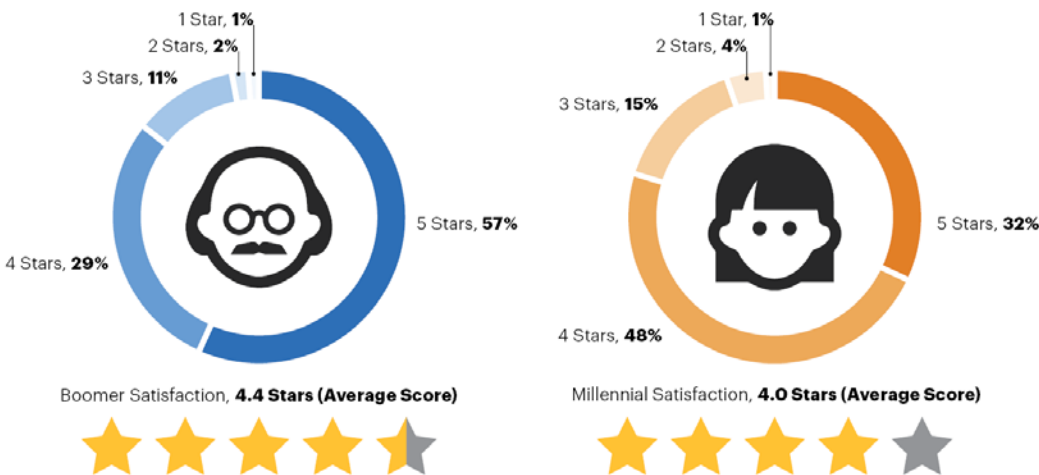 1 Star, 1%
2 Stars, 2%
3 Stars, 11%
4 Stars, 29%
5 Stars, 57%
Boomer Satisfaction, 4.4 Stars (Average Score)
1 Star, 1%
2 Stars, 4%
3 Stars, 15%
4 Stars, 48%
5 Stars, 32%
Millennial Satisfaction, 4.0 Stars (Average Score)